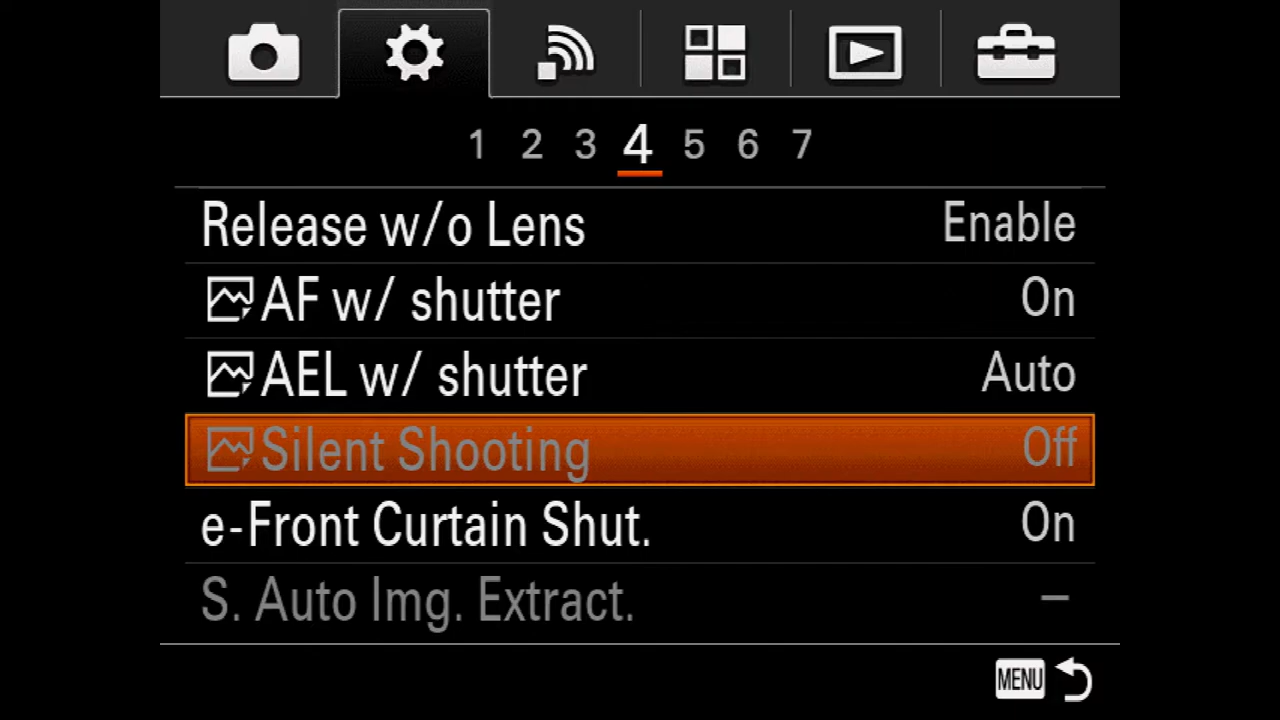 1 2 3 4 5 6 7
Release w/o Lens Enable
AF w/ shutter On
AEL w/ shutter Auto
Silent Shooting Off
e-Front Curtain Shut. On
S. Auto Img. Extract. –
MENU